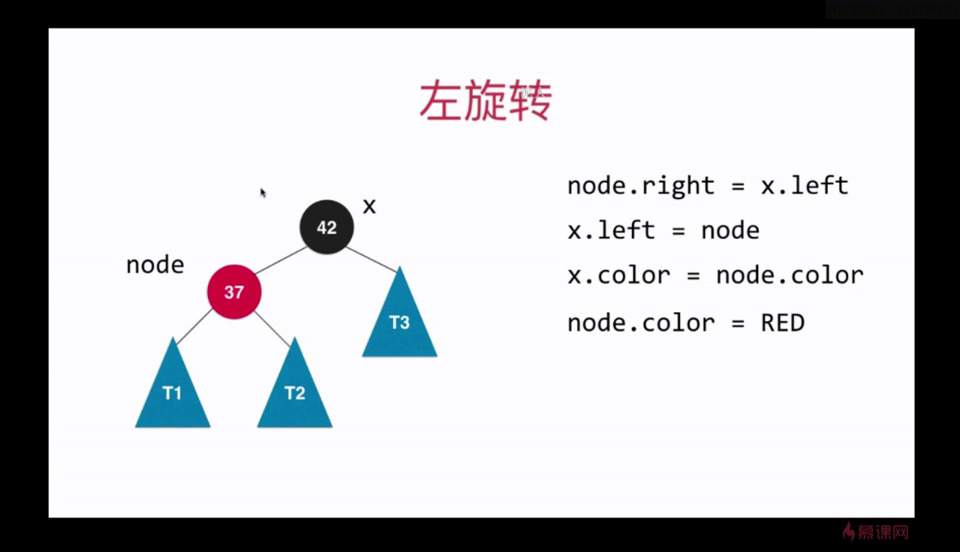 左旋转
node.right = x.left
x.left = node
x.color = node.color
node.color = RED
x
42
node
37
T3
T1
T2
慕课网